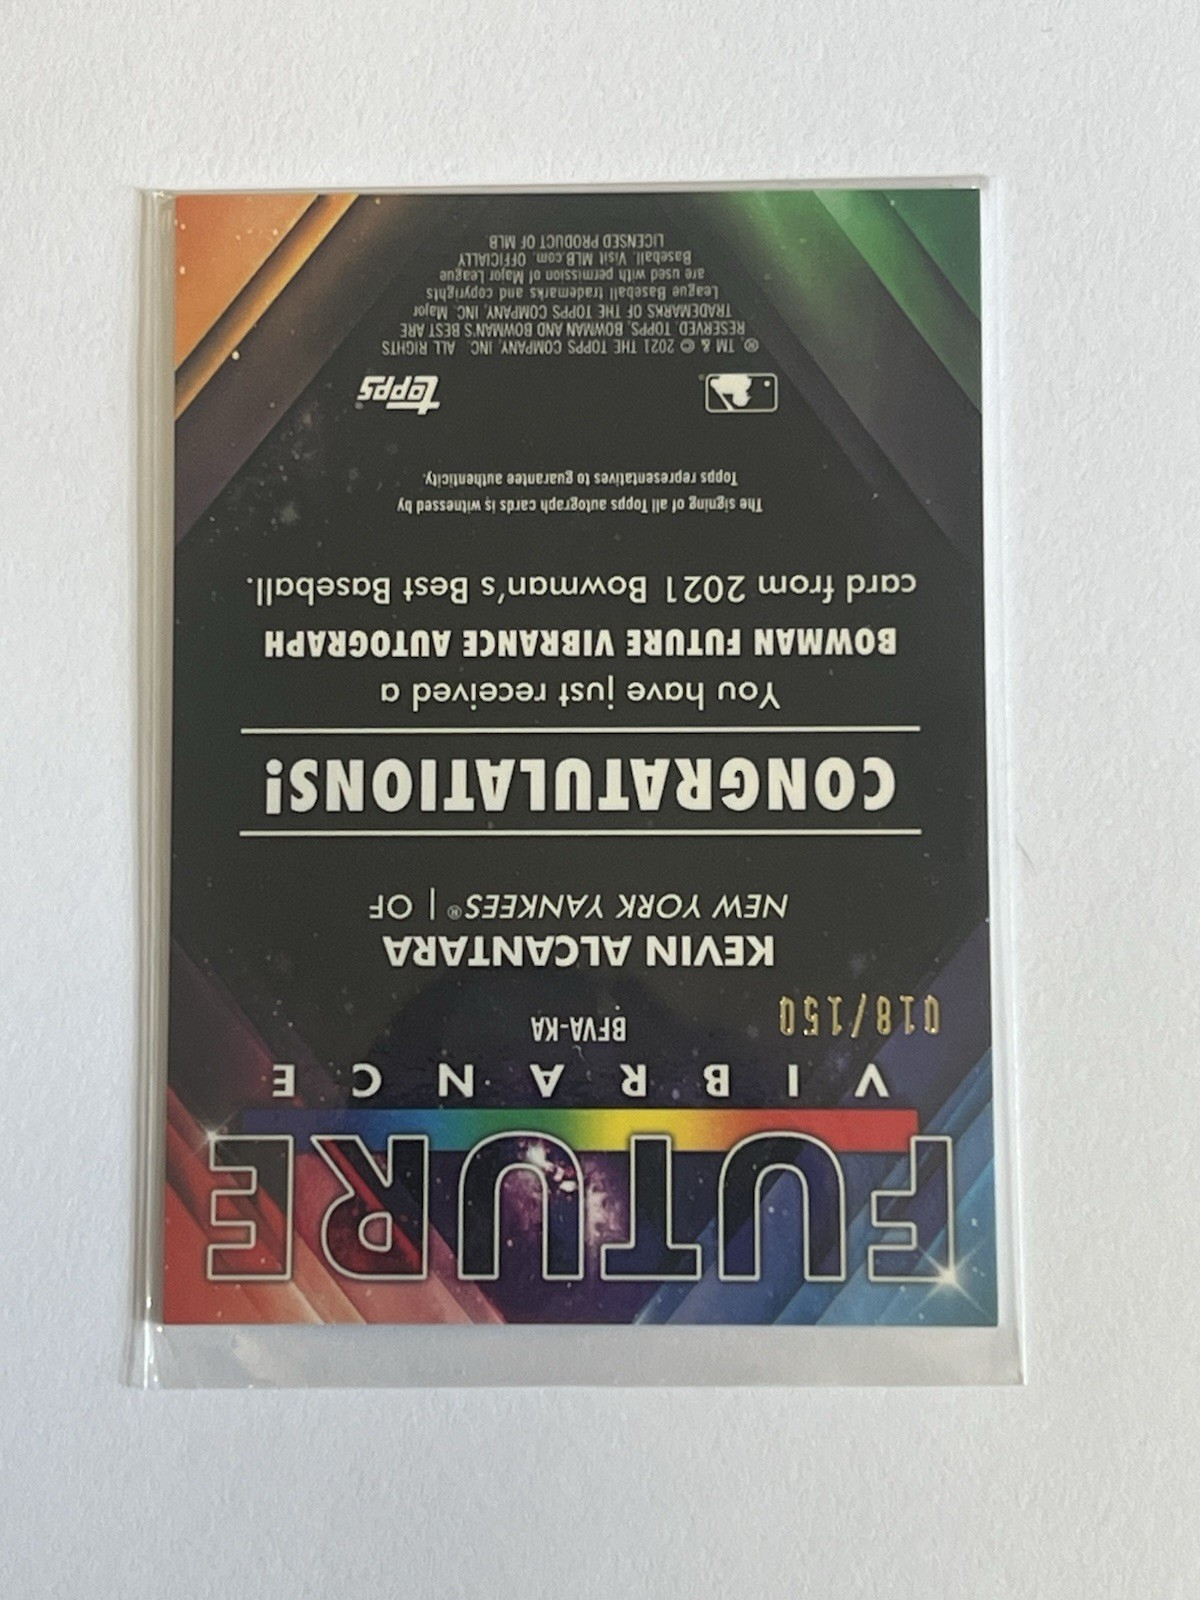 FUTURE
VIBRANCE
BFVA-KA
018/150
KEVIN ALCANTARA
NEW YORK YANKEES® | OF
CONGRATULATIONS!
You have just received a
BOWMAN FUTURE VIBRANCE AUTOGRAPH
card from 2021 Bowman's Best Baseball.
The signing of all Topps autograph cards is witnessed by
Topps representatives to guarantee authenticity.
topps®
®, TM & © 2021 THE TOPPS COMPANY, INC. ALL RIGHTS
RESERVED. TOPPS, BOWMAN AND BOWMAN'S BEST ARE
TRADEMARKS OF THE TOPPS COMPANY, INC. Major
League Baseball trademarks and copyrights
are used with permission of Major League
Baseball. Visit MLB.com. OFFICIALLY
LICENSED PRODUCT OF MLB